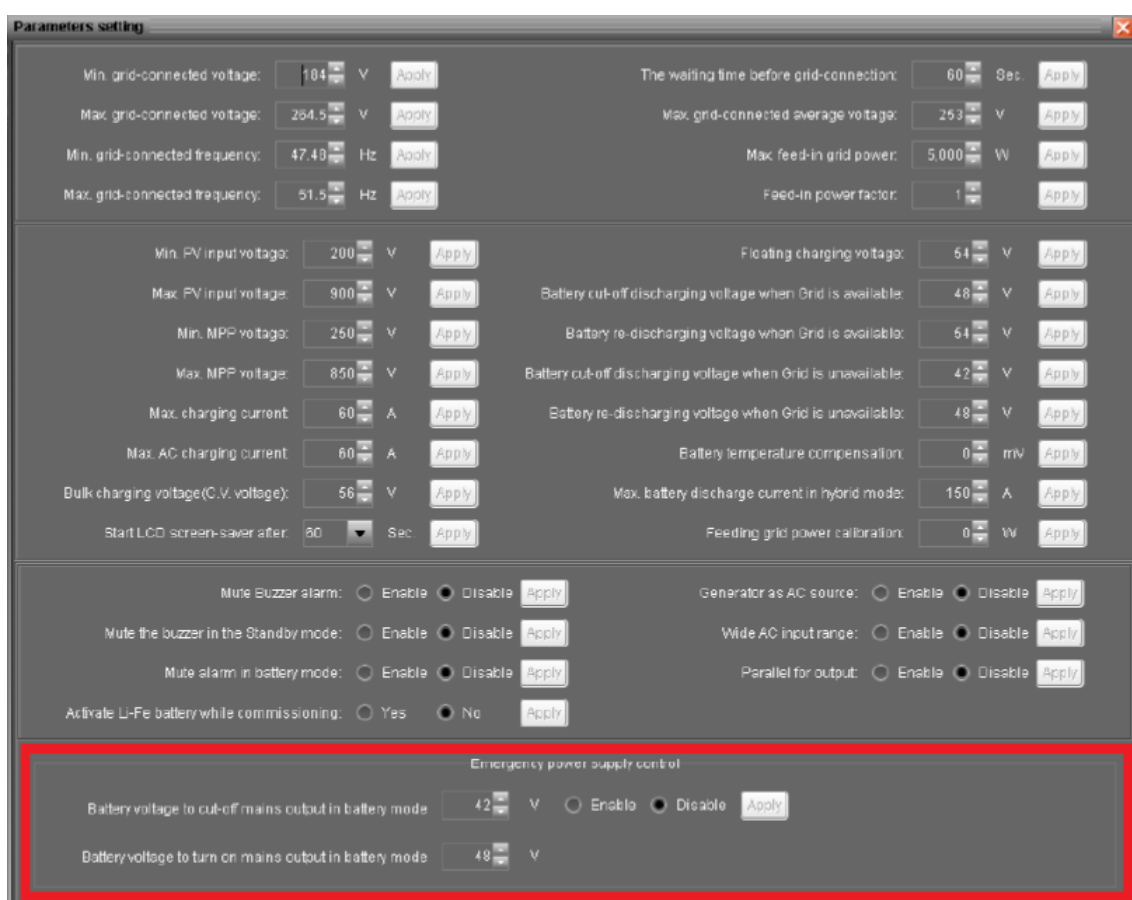 Parameters setting
Min. grid-connected voltage: 184 V Apply The waiting time before grid-connection: 60 Sec. Apply
Max. grid-connected voltage: 264.5 V Apply Max. grid-connected average voltage: 253 V Apply
Min. grid-connected frequency: 47.48 Hz Apply Max. feed-in grid power: 5,000 W Apply
Max. grid-connected frequency: 51.5 Hz Apply Feed-in power factor: 1 Apply
Min. PV input voltage: 200 V Apply Floating charging voltage: 54 V Apply
Max. PV input voltage: 900 V Apply Battery cut-off discharging voltage when Grid is available: 48 V Apply
Min. MPP voltage: 250 V Apply Battery re-discharging voltage when Grid is available: 54 V Apply
Max. MPP voltage: 850 V Apply Battery cut-off discharging voltage when Grid is unavailable: 42 V Apply
Max. charging current: 60 A Apply Battery re-discharging voltage when Grid is unavailable: 48 V Apply
Max. AC charging current: 60 A Apply Battery temperature compensation: 0 mV Apply
Bulk charging voltage(C.V. voltage): 56 V Apply Max. battery discharge current in hybrid mode: 150 A Apply
Start LCD screen-saver after: 60 Sec. Apply Feeding grid power calibration: 0 W Apply
Mute Buzzer alarm: Enable Disable Apply Generator as AC source: Enable Disable Apply
Mute the buzzer in the Standby mode: Enable Disable Apply Wide AC input range: Enable Disable Apply
Mute alarm in battery mode: Enable Disable Apply Parallel for output: Enable Disable Apply
Activate Li-Fe battery while commissioning: Yes No Apply
Emergency power supply control
Battery voltage to cut-off mains output in battery mode 42 V Enable Disable Apply
Battery voltage to turn on mains output in battery mode 48 V